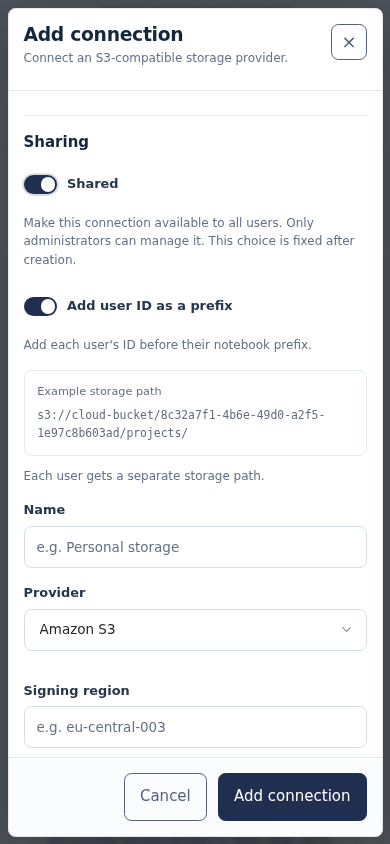 Add connection
Connect an S3-compatible storage provider.
Sharing
Shared
Make this connection available to all users. Only
administrators can manage it. This choice is fixed after
creation.
Add user ID as a prefix
Add each user's ID before their notebook prefix.
Example storage path
s3://cloud-bucket/8c32a7f1-4b6e-49d0-a2f5-
1e97c8b603ad/projects/
Each user gets a separate storage path.
Name
e.g. Personal storage
Provider
Amazon S3
Signing region
e.g. eu-central-003
Cancel
Add connection